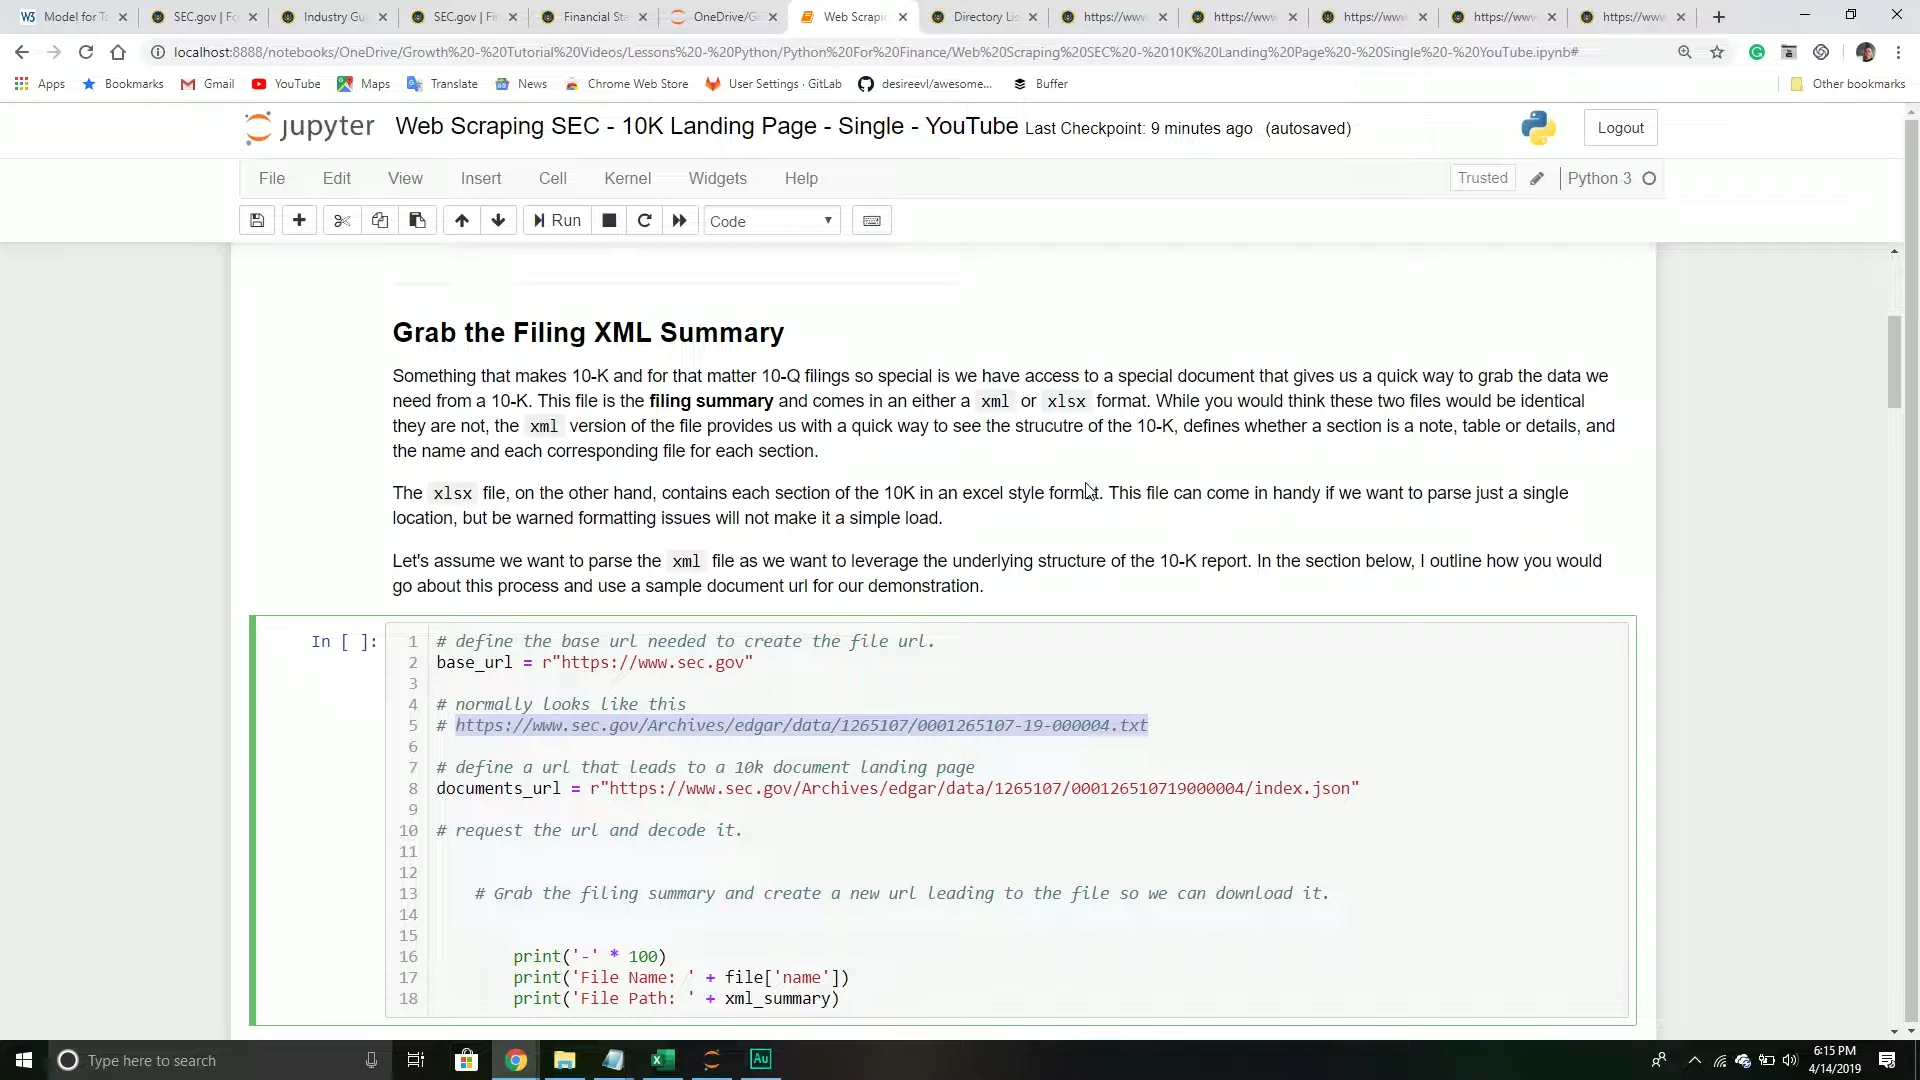 Model for Ta
SEC.gov | Fo
Industry Gu
SEC.gov | Fi
Financial Sta
OneDrive/G
Web Scrapin
Directory Lis
https://www
https://www
https://www
https://www
https://www
localhost:8888/notebooks/OneDrive/Growth%20-%20Tutorial%20Videos/Lessons%20-%20Python/Python%20For%20Finance/Web%20Scraping%20SEC%20-%2010K%20Landing%20Page%20-%20Single%20-%20YouTube.ipynb#
Apps
Bookmarks
Gmail
YouTube
Maps
Translate
News
Chrome Web Store
User Settings · GitLab
desireevl/awesome...
Buffer
Other bookmarks
jupyter Web Scraping SEC - 10K Landing Page - Single - YouTube Last Checkpoint: 9 minutes ago (autosaved)
Logout
File Edit View Insert Cell Kernel Widgets Help
Trusted
Python 3
Run
Code
Grab the Filing XML Summary
Something that makes 10-K and for that matter 10-Q filings so special is we have access to a special document that gives us a quick way to grab the data we
need from a 10-K. This file is the filing summary and comes in an either a xml or xlsx format. While you would think these two files would be identical
they are not, the xml version of the file provides us with a quick way to see the strucutre of the 10-K, defines whether a section is a note, table or details, and
the name and each corresponding file for each section.
The xlsx file, on the other hand, contains each section of the 10K in an excel style format. This file can come in handy if we want to parse just a single
location, but be warned formatting issues will not make it a simple load.
Let's assume we want to parse the xml file as we want to leverage the underlying structure of the 10-K report. In the section below, I outline how you would
go about this process and use a sample document url for our demonstration.
In [ ]:
1 # define the base url needed to create the file url.
2 base_url = r"https://www.sec.gov"
3
4 # normally looks like this
5 # https://www.sec.gov/Archives/edgar/data/1265107/0001265107-19-000004.txt
6
7 # define a url that leads to a 10k document landing page
8 documents_url = r"https://www.sec.gov/Archives/edgar/data/1265107/000126510719000004/index.json"
9
10 # request the url and decode it.
11
12
13 # Grab the filing summary and create a new url leading to the file so we can download it.
14
15
16 print('-' * 100)
17 print('File Name: ' + file['name'])
18 print('File Path: ' + xml_summary)
Type here to search
Au
6:15 PM
4/14/2019